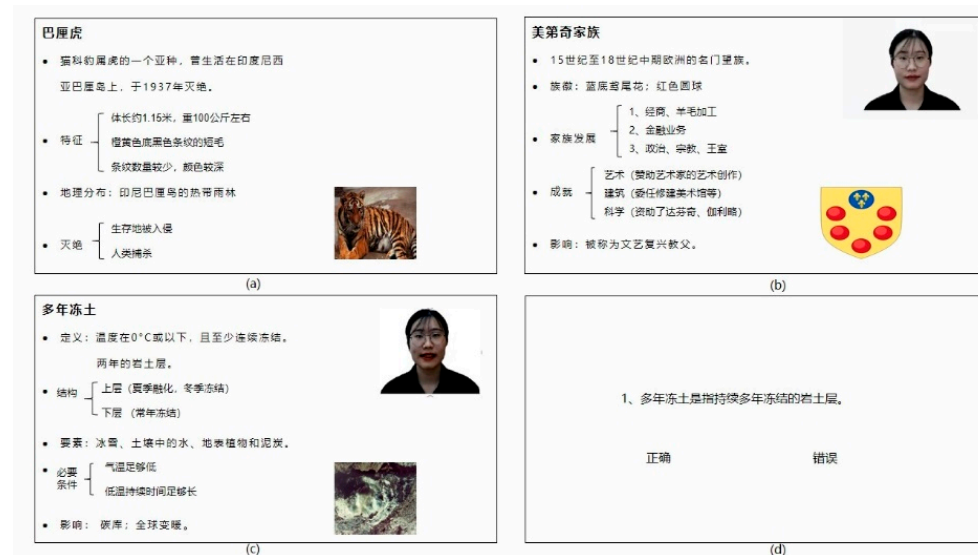 巴厘虎
• 猫科豹属虎的一个亚种，曾生活在印度尼西
亚巴厘岛上，于1937年灭绝。
• 特征
体长约1.15米，重100公斤左右
橙黄色底黑色条纹的短毛
条纹数量较少，颜色较深
• 地理分布：印尼巴厘岛的热带雨林
• 灭绝
生存地被入侵
人类捕杀
(a)
美第奇家族
• 15世纪至18世纪中期欧洲的名门望族。
• 族徽：蓝底鸢尾花；红色圆球
• 家族发展
1、经商、羊毛加工
2、金融业务
3、政治、宗教、王室
• 成就
艺术（赞助艺术家的艺术创作）
建筑（委任修建美术馆等）
科学（资助了达芬奇、伽利略）
• 影响：被称为文艺复兴教父。
(b)
多年冻土
• 定义：温度在0°C或以下，且至少连续冻结。
两年的岩土层。
• 结构
上层（夏季融化，冬季冻结）
下层 （常年冻结）
• 要素：冰雪、土壤中的水、地表植物和泥炭。
• 必要
条件
气温足够低
低温持续时间足够长
• 影响： 碳库；全球变暖。
(c)
1、多年冻土是指持续多年冻结的岩土层。
正确 错误
(d)